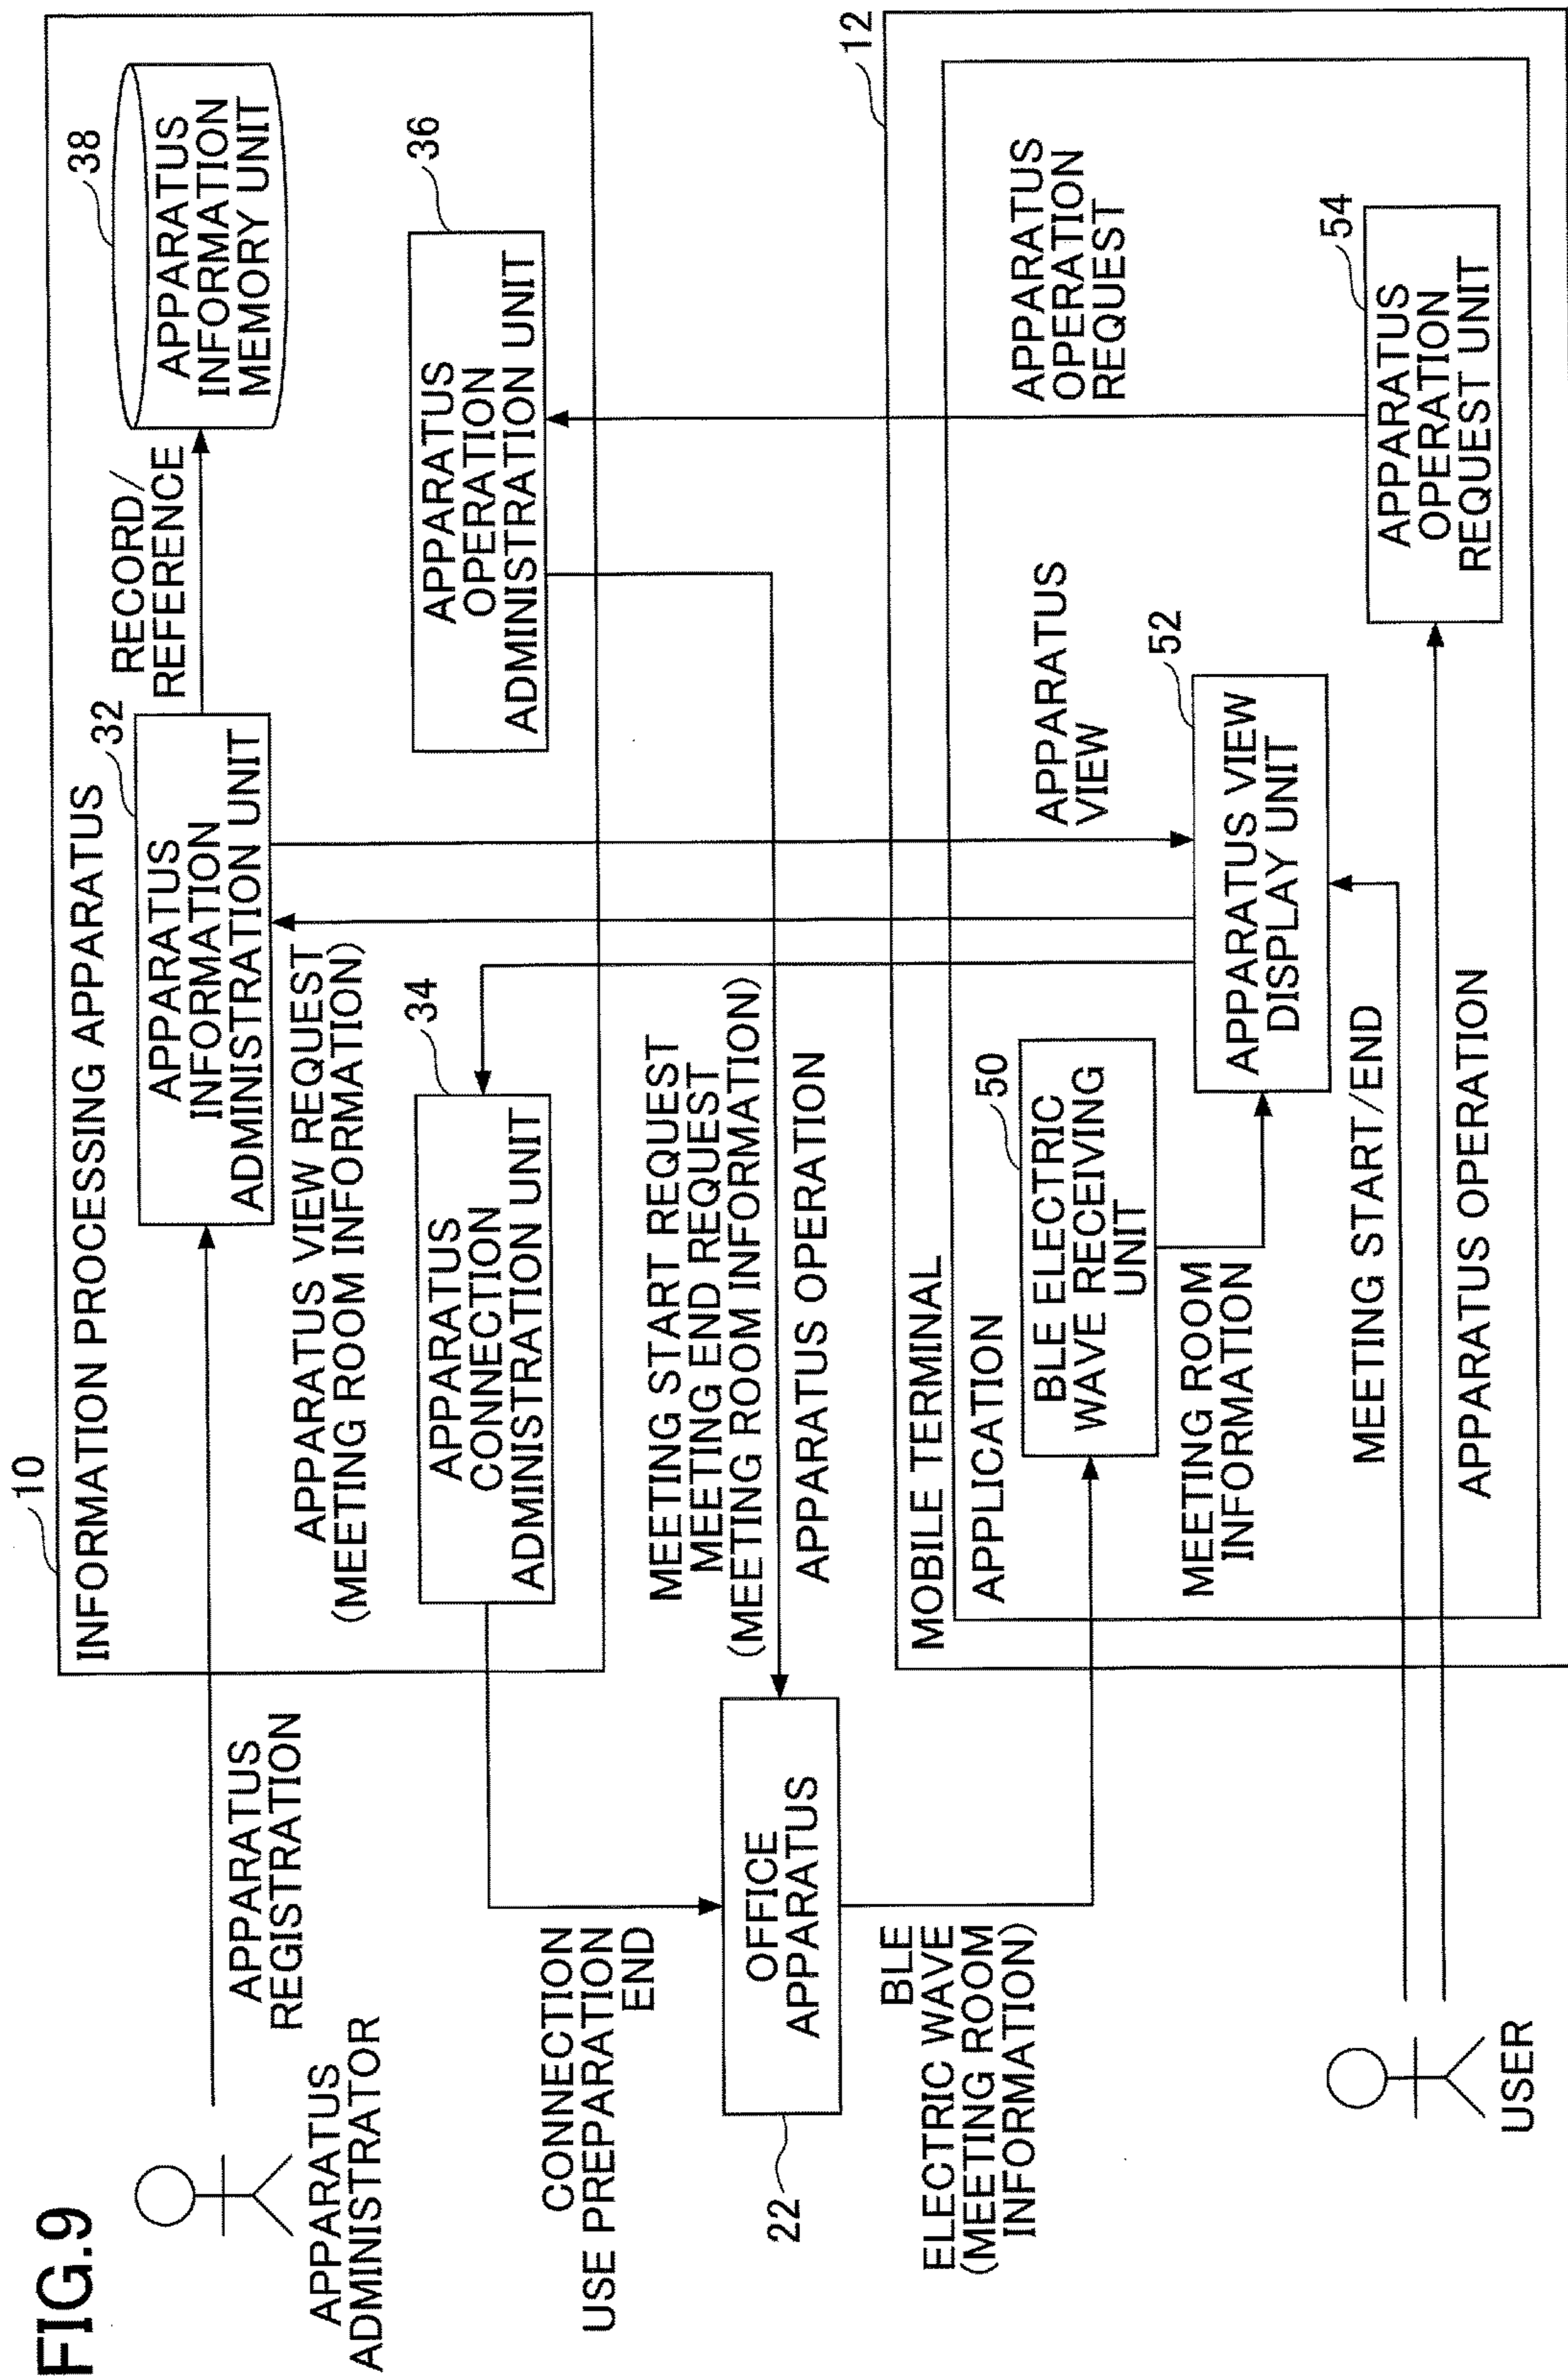 FIG.9
10
INFORMATION PROCESSING APPARATUS
APPARATUS
ADMINISTRATOR
APPARATUS
REGISTRATION
32
APPARATUS
INFORMATION
ADMINISTRATION UNIT
RECORD/
REFERENCE
38
APPARATUS
INFORMATION
MEMORY UNIT
APPARATUS VIEW REQUEST
(MEETING ROOM INFORMATION)
34
APPARATUS
CONNECTION
ADMINISTRATION UNIT
36
APPARATUS
OPERATION
ADMINISTRATION UNIT
CONNECTION
USE PREPARATION
END
MEETING START REQUEST
MEETING END REQUEST
(MEETING ROOM INFORMATION)
APPARATUS OPERATION
22
OFFICE
APPARATUS
BLE
ELECTRIC WAVE
(MEETING ROOM
INFORMATION)
12
MOBILE TERMINAL
APPLICATION
50
BLE ELECTRIC
WAVE RECEIVING
UNIT
MEETING ROOM
INFORMATION
APPARATUS
VIEW
52
APPARATUS VIEW
DISPLAY UNIT
APPARATUS
OPERATION
REQUEST
54
APPARATUS
OPERATION
REQUEST UNIT
MEETING START/END
APPARATUS OPERATION
USER